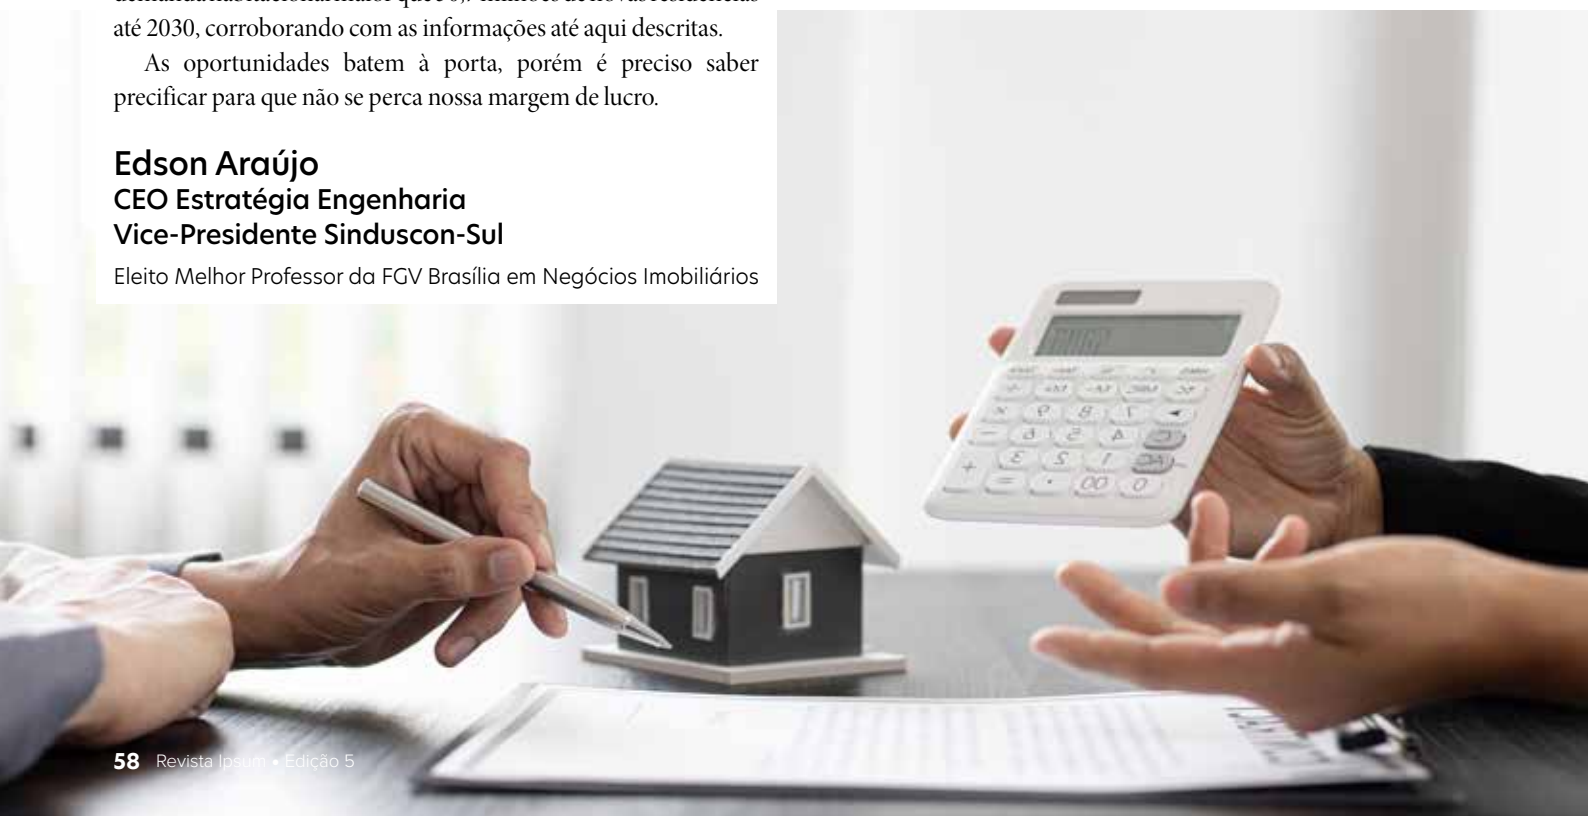 até 2030, corroborando com as informações até aqui descritas.
As oportunidades batem à porta, porém é preciso saber
precificar para que não se perca nossa margem de lucro.
Edson Araújo
CEO Estratégia Engenharia
Vice-Presidente Sinduscon-Sul
Eleito Melhor Professor da FGV Brasília em Negócios Imobiliários
58 Revista Ipsum • Edição 5